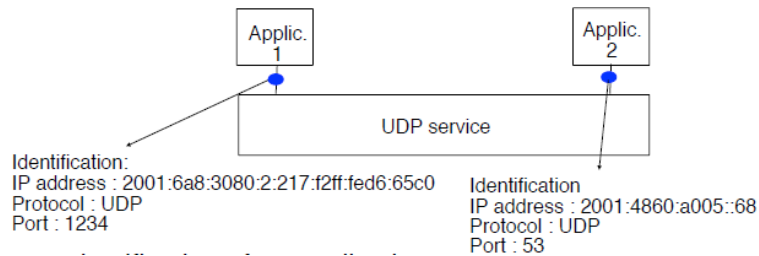 Applic.
1
Applic.
2
UDP service
Identification:
IP address : 2001:6a8:3080:2:217:f2ff:fed6:65c0
Protocol : UDP
Port : 1234
Identification
IP address : 2001:4860:a005::68
Protocol : UDP
Port : 53